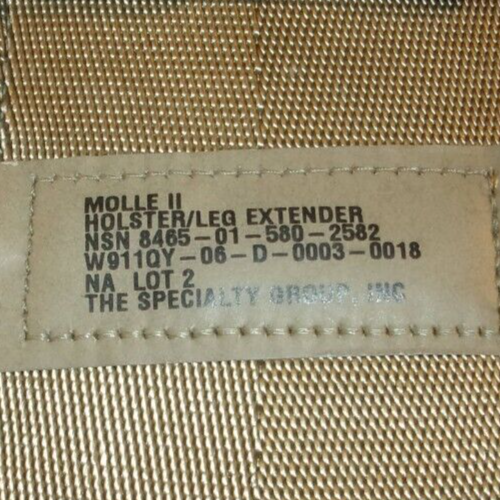 MOLLE II
HOLSTER/LEG EXTENDER
NSN 8465-01-580-2582
W911QY-06-D-0003-0018
NA LOT 2
THE SPECIALTY GROUP, INC